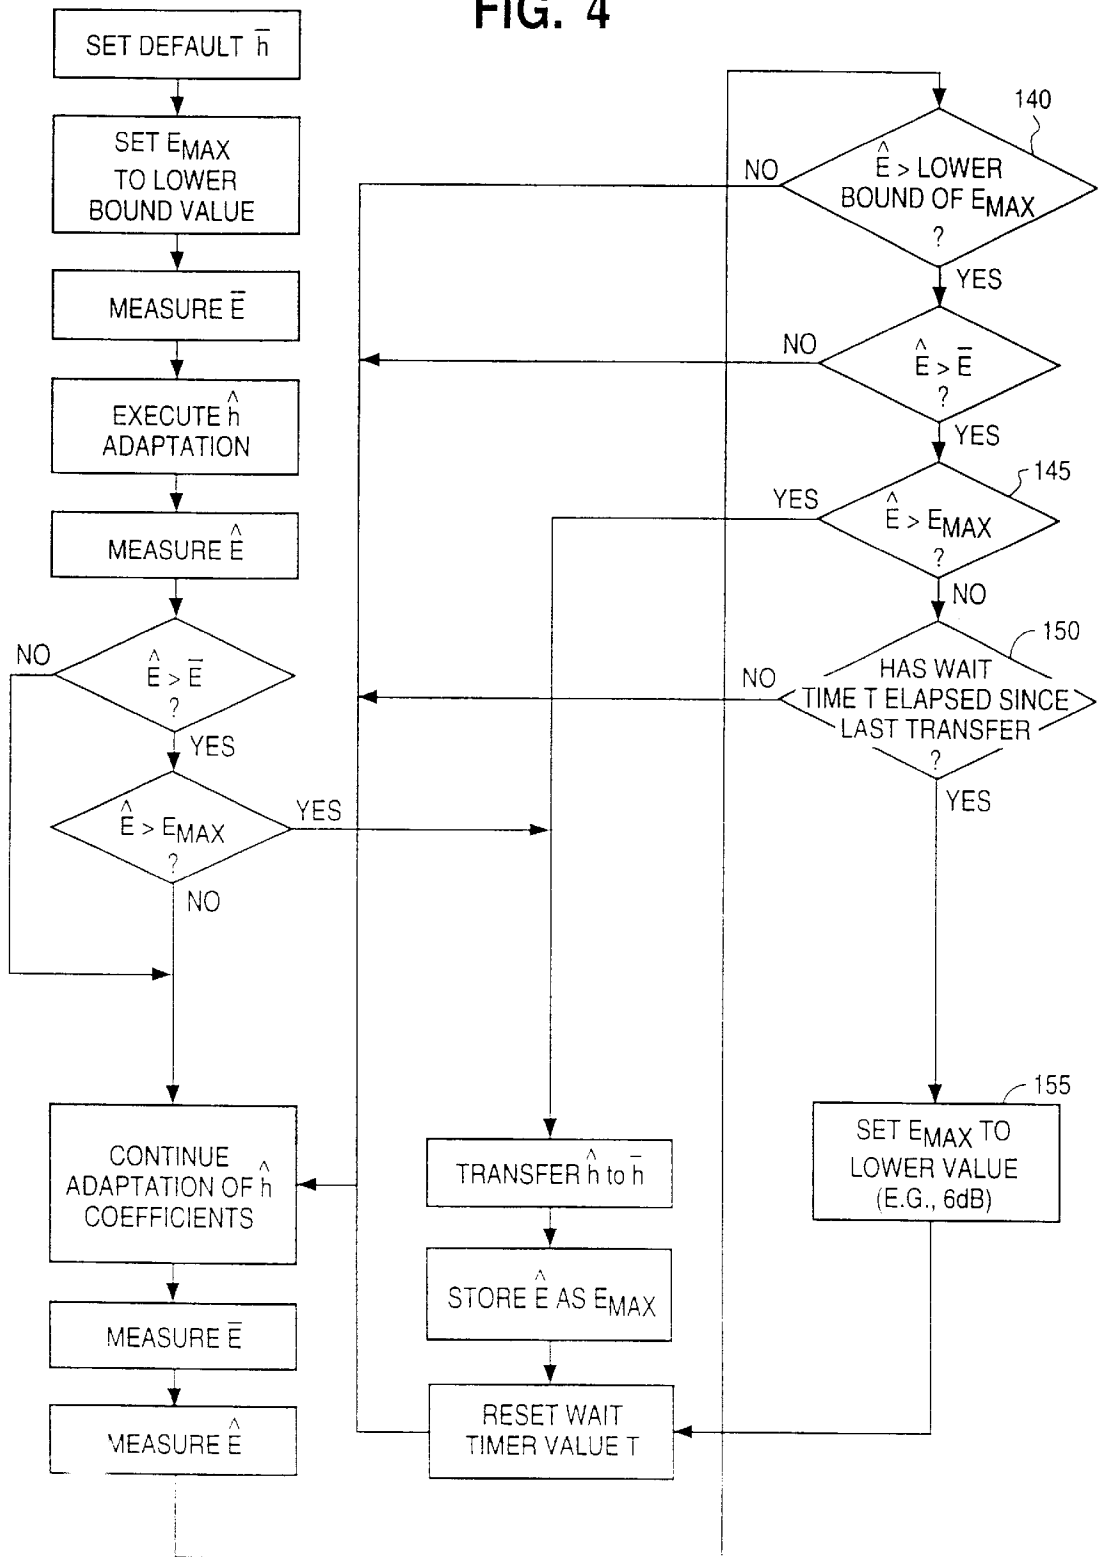 FIG. 4
SET DEFAULT h̅
SET EMAX
TO LOWER
BOUND VALUE
MEASURE E̅
EXECUTE ĥ
ADAPTATION
MEASURE Ê
Ê > E̅
?
NO
YES
Ê > EMAX
?
YES
NO
CONTINUE
ADAPTATION OF ĥ
COEFFICIENTS
MEASURE E̅
MEASURE Ê
TRANSFER ĥ to h̅
STORE Ê AS EMAX
RESET WAIT
TIMER VALUE T
140
Ê > LOWER
BOUND OF EMAX
?
NO
YES
Ê > E̅
?
NO
YES
145
Ê > EMAX
?
YES
NO
150
HAS WAIT
TIME T ELAPSED SINCE
LAST TRANSFER
?
NO
YES
155
SET EMAX TO
LOWER VALUE
(E.G., 6dB)